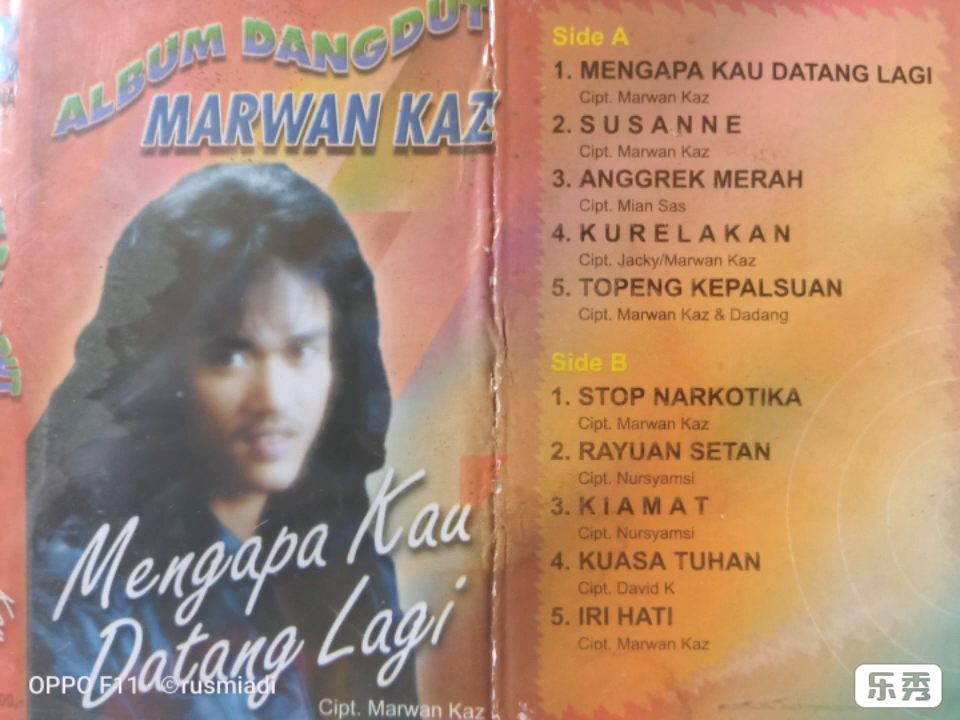 ALBUM DANGDUT
MARWAN KAZ
Mengapa Kau
Datang Lagi
Cipt. Marwan Kaz
OPPO F11 ©rusmiadi
Side A
1. MENGAPA KAU DATANG LAGI
Cipt. Marwan Kaz
2. SUSANNE
Cipt. Marwan Kaz
3. ANGGREK MERAH
Cipt. Mian Sas
4. KURELAKAN
Cipt. Jacky/Marwan Kaz
5. TOPENG KEPALSUAN
Cipt. Marwan Kaz & Dadang
Side B
1. STOP NARKOTIKA
Cipt. Marwan Kaz
2. RAYUAN SETAN
Cipt. Nursyamsi
3. KIAMAT
Cipt. Nursyamsi
4. KUASA TUHAN
Cipt. David K
5. IRI HATI
Cipt. Marwan Kaz
乐秀